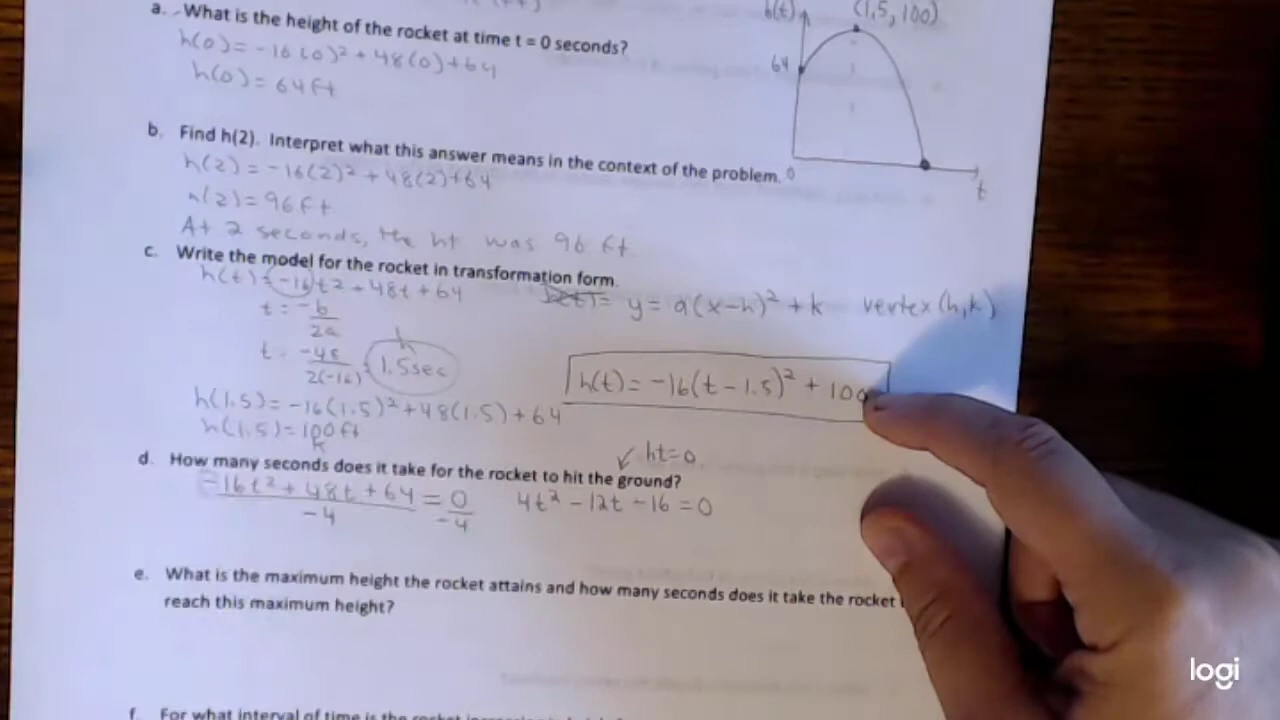 h(t)
(1.5, 100)
a. What is the height of the rocket at time t = 0 seconds?
h(0) = -16(0)² + 48(0) + 64
h(0) = 64 ft
64
b. Find h(2). Interpret what this answer means in the context of the problem.
0
t
h(2) = -16(2)² + 48(2) + 64
h(2) = 96 ft
At 2 seconds, the ht was 96 ft.
c. Write the model for the rocket in transformation form.
h(t) = -16t² + 48t + 64
y = a(x-h)² + k vertex (h,k)
t = -b/2a
h
t = -48/2(-16) = 1.5 sec
h(t) = -16(t - 1.5)² + 100
h(1.5) = -16(1.5)² + 48(1.5) + 64
h(1.5) = 100 ft
k
ht=0
d. How many seconds does it take for the rocket to hit the ground?
-16t² + 48t + 64 = 0 4t² - 12t - 16 = 0
-4 -4
e. What is the maximum height the rocket attains and how many seconds does it take the rocket
reach this maximum height?
f. For what interval of time is the rocket increasing in
logi